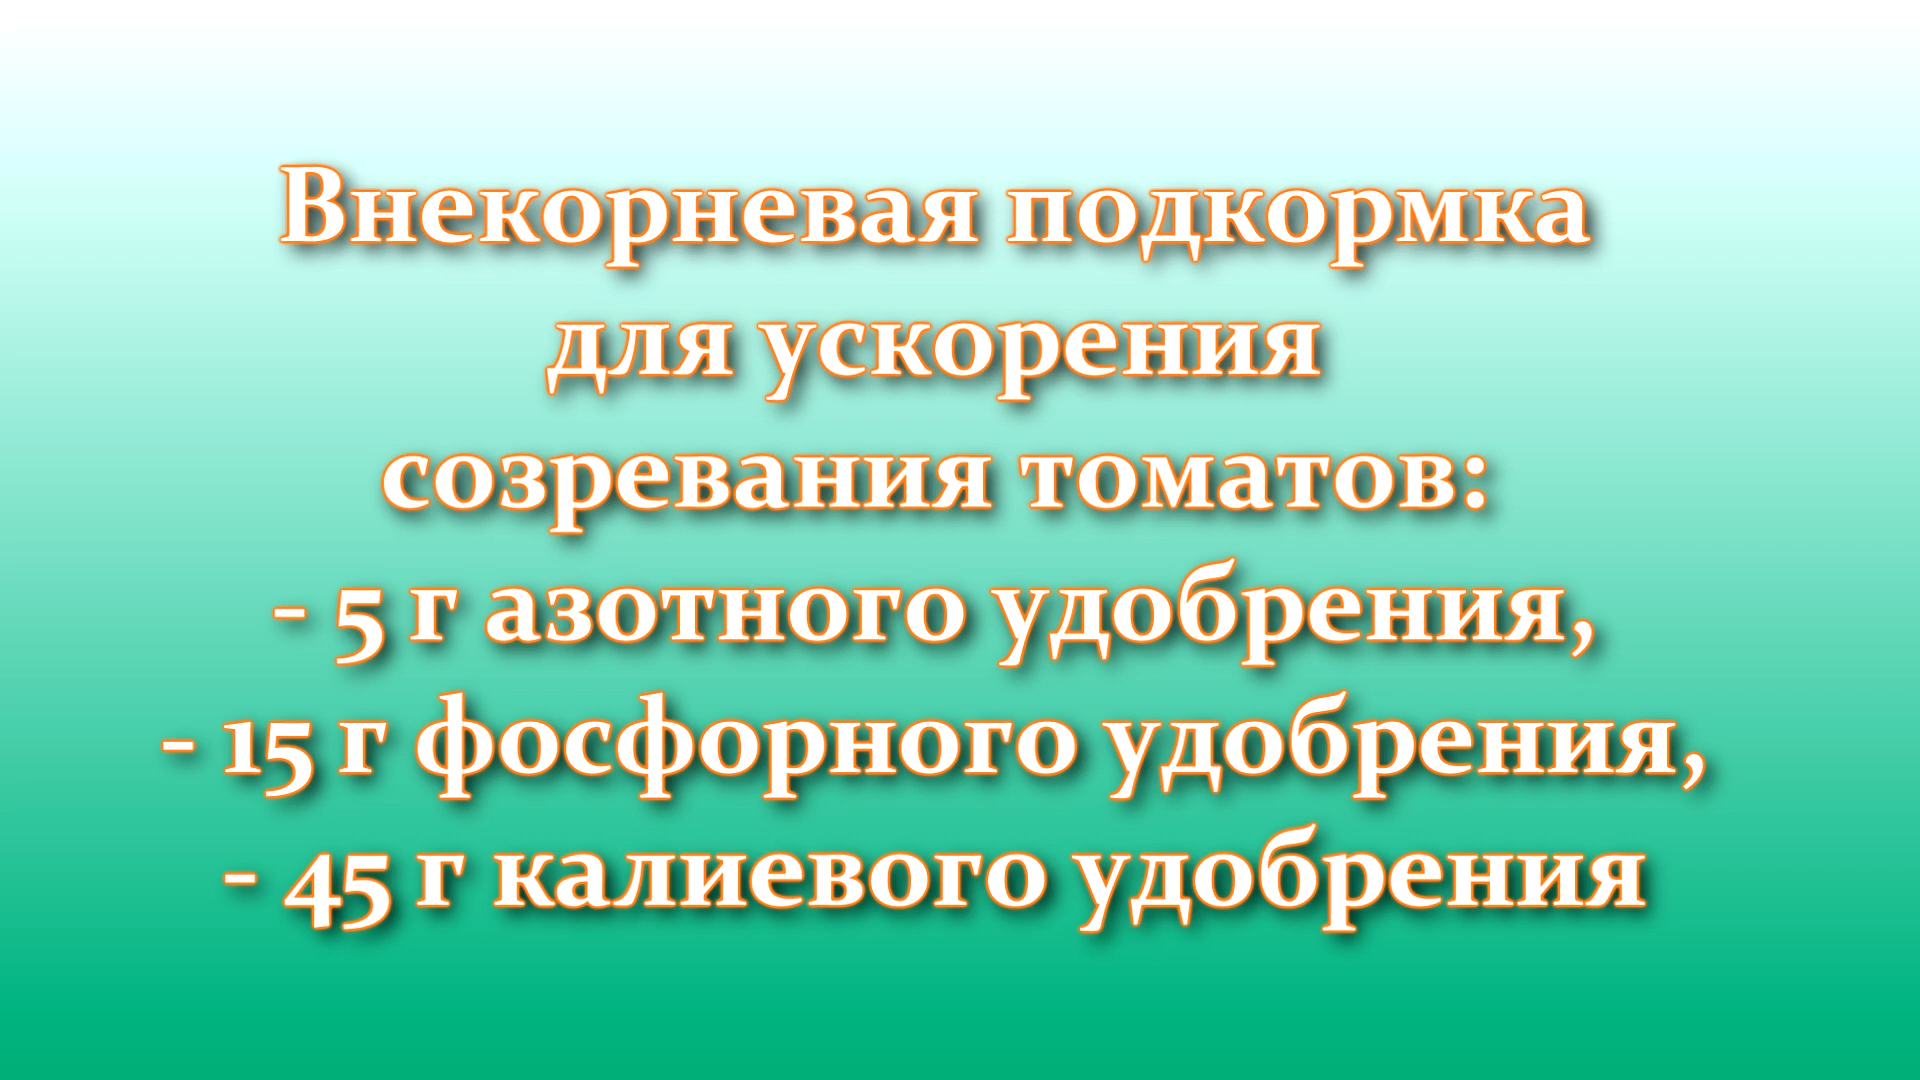 Внекорневая подкормка
для ускорения
созревания томатов:
- 5 г азотного удобрения,
- 15 г фосфорного удобрения,
- 45 г калиевого удобрения